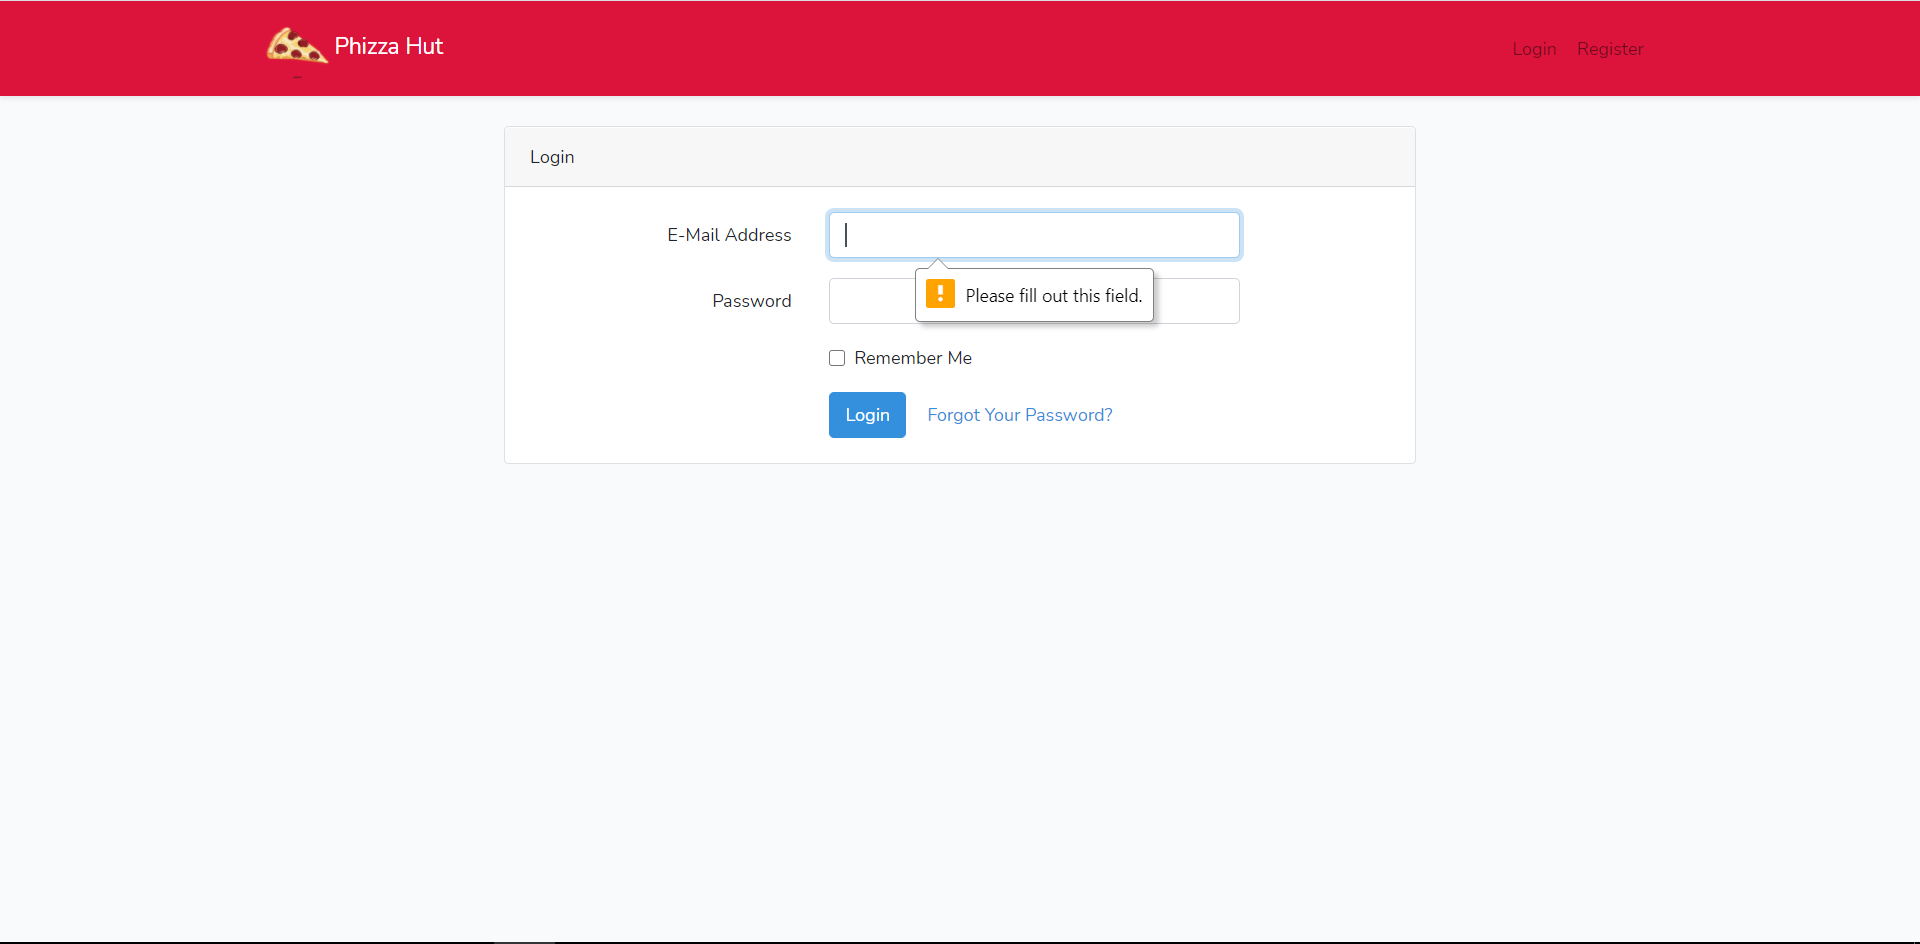 Phizza Hut
Login Register
Login
E-Mail Address
Please fill out this field.
Password
Remember Me
Login Forgot Your Password?